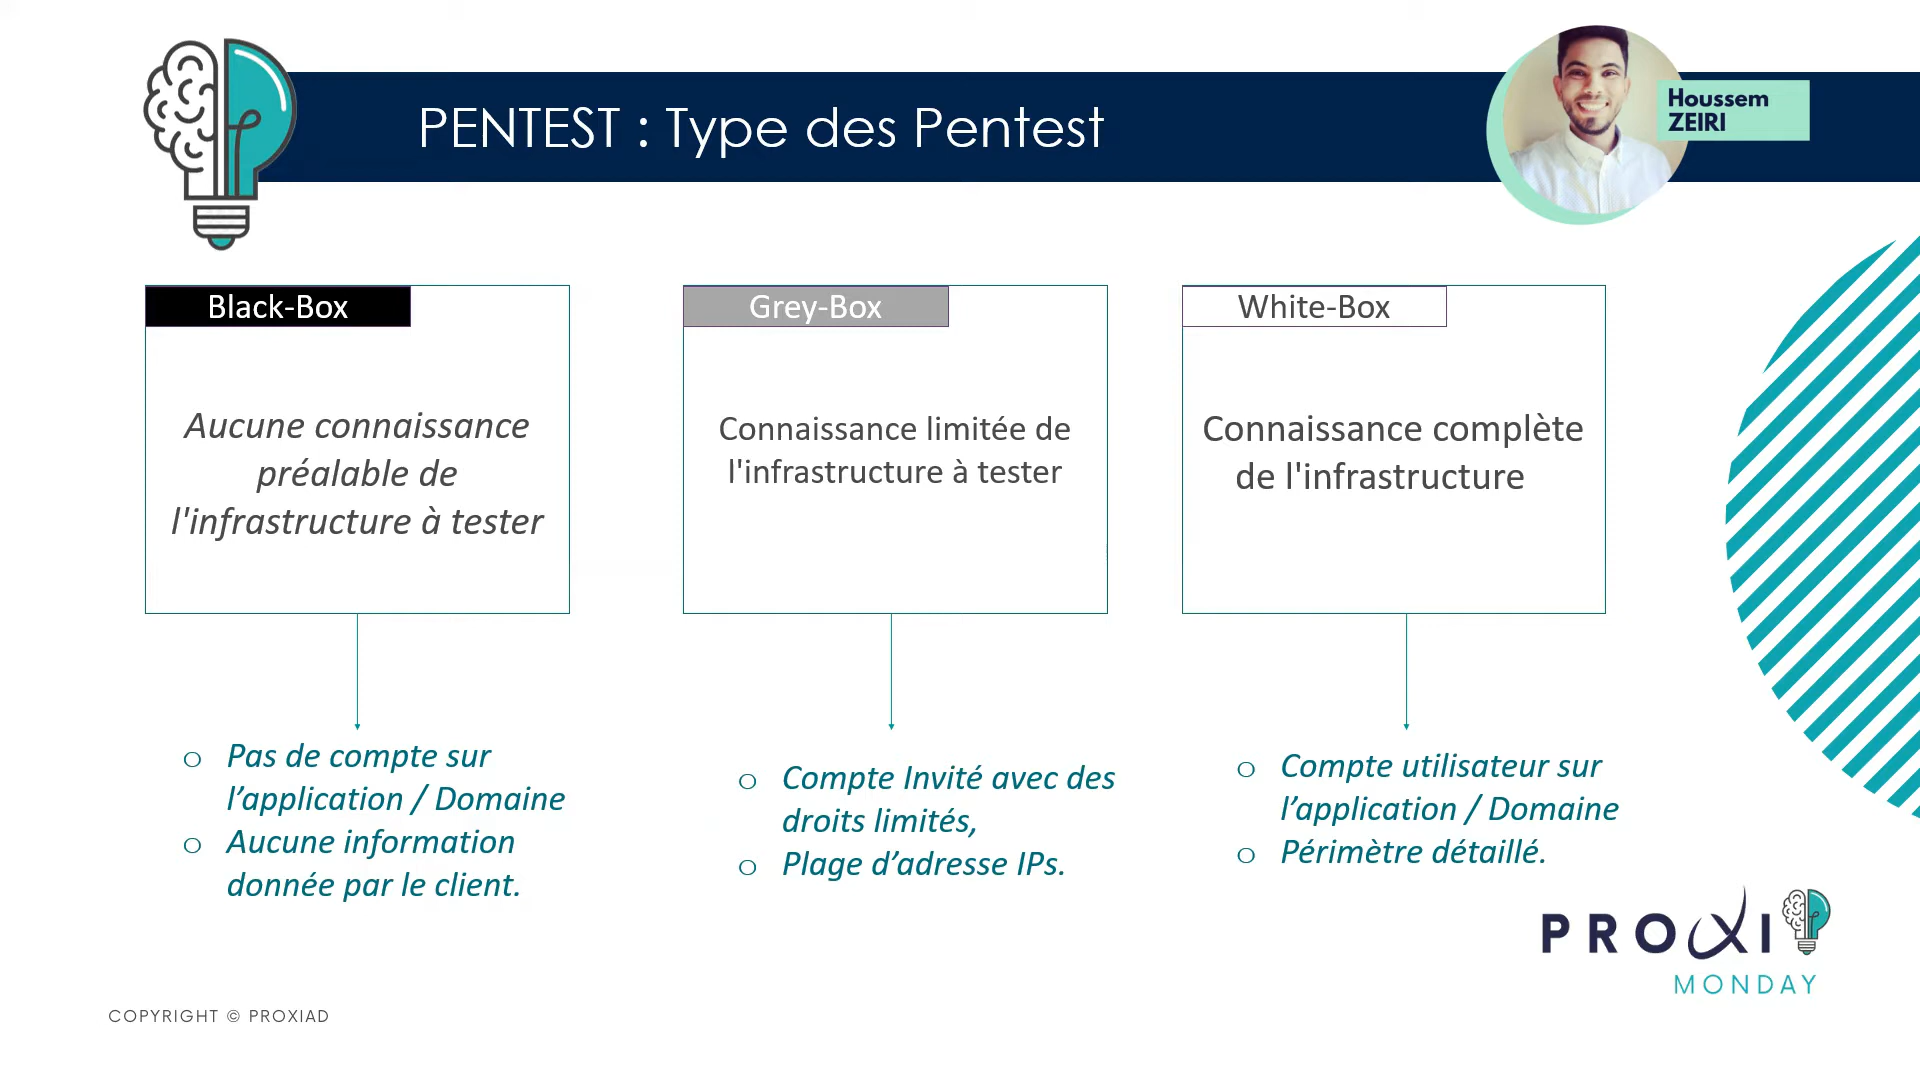 PENTEST : Type des Pentest
Houssem
ZEIRI
Black-Box
Aucune connaissance
préalable de
l'infrastructure à tester
Grey-Box
Connaissance limitée de
l'infrastructure à tester
White-Box
Connaissance complète
de l'infrastructure
o Pas de compte sur
l’application / Domaine
o Aucune information
donnée par le client.
o Compte Invité avec des
droits limités,
o Plage d’adresse IPs.
o Compte utilisateur sur
l’application / Domaine
o Périmètre détaillé.
PROXI
MONDAY
COPYRIGHT © PROXIAD